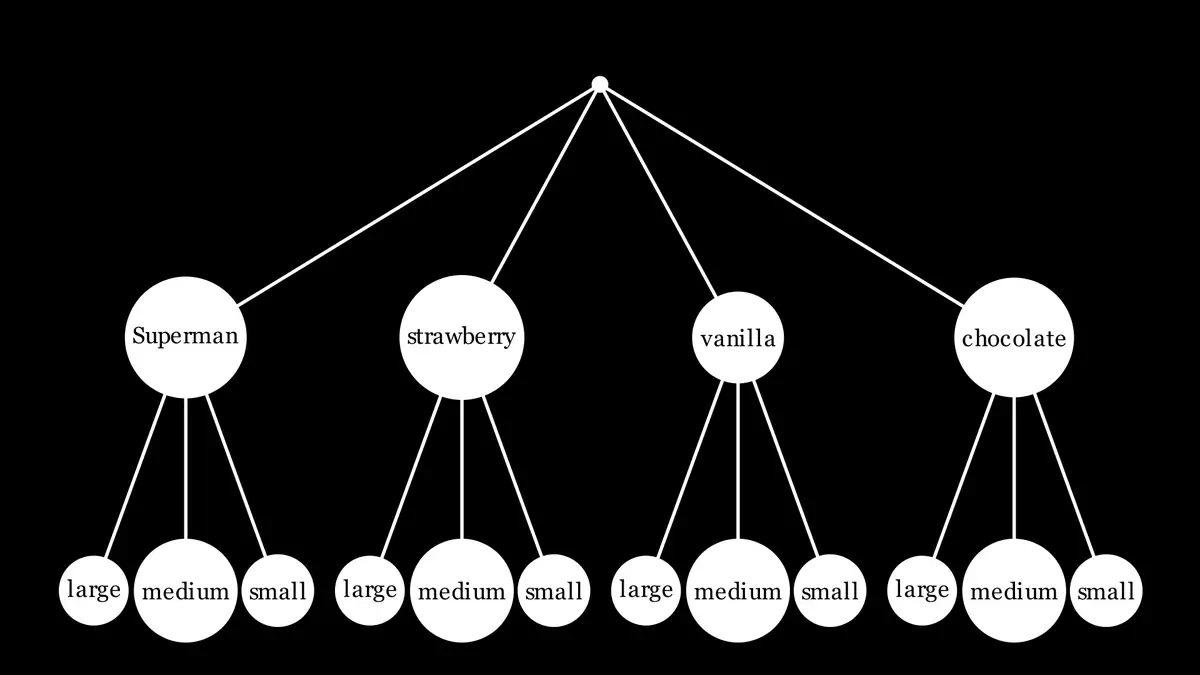 Superman
strawberry
vanilla
chocolate
large
medium
small
large
medium
small
large
medium
small
large
medium
small